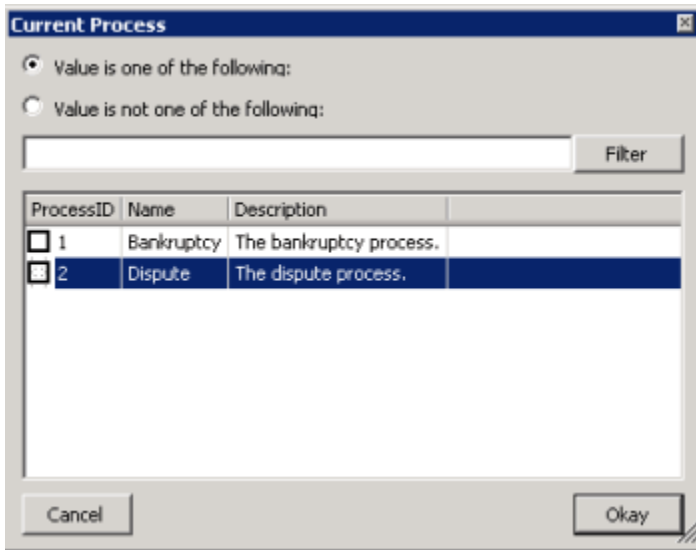 Current Process
Value is one of the following:
Value is not one of the following:
Filter
ProcessID Name Description
1 Bankruptcy The bankruptcy process.
2 Dispute The dispute process.
Cancel Okay